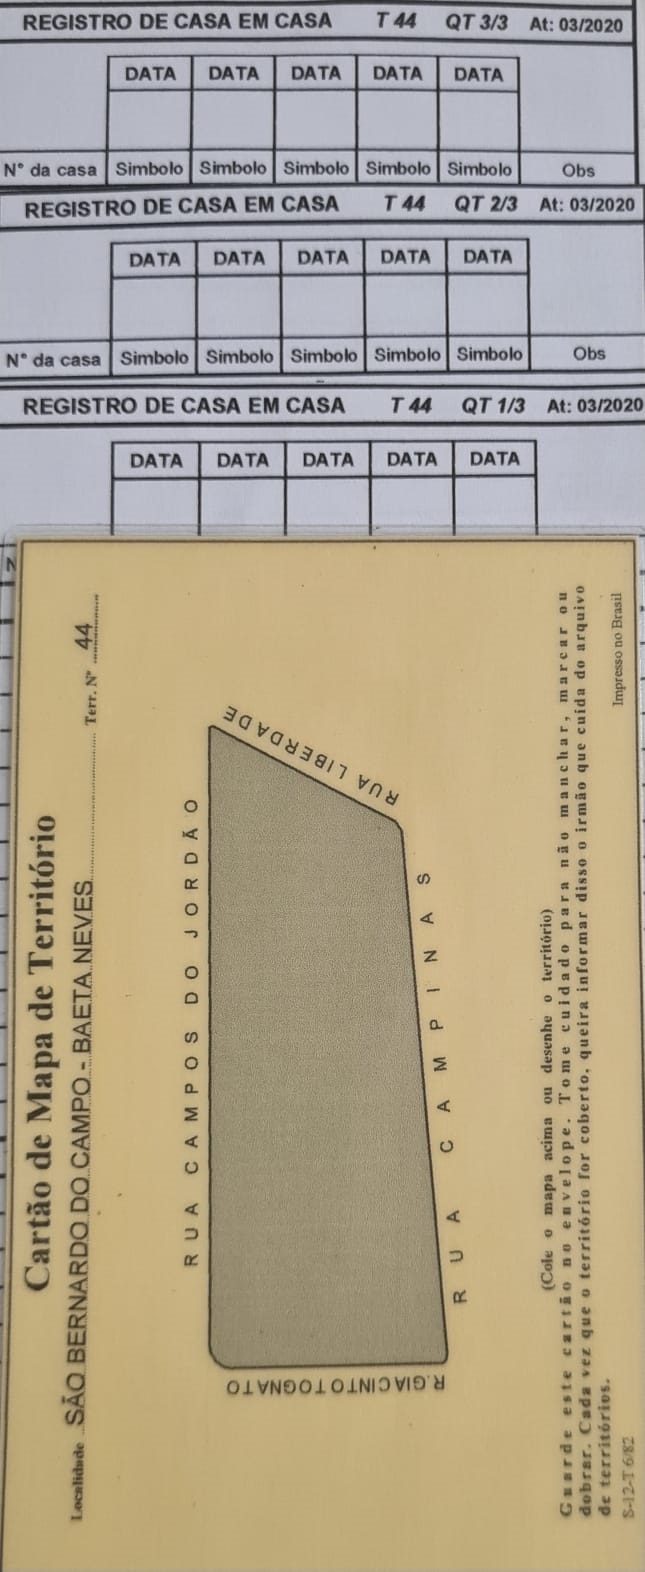 REGISTRO DE CASA EM CASA T 44 QT 3/3 At: 03/2020
DATA DATA DATA DATA DATA
N° da casa Simbolo Simbolo Simbolo Simbolo Simbolo Obs
REGISTRO DE CASA EM CASA T 44 QT 2/3 At: 03/2020
DATA DATA DATA DATA DATA
N° da casa Simbolo Simbolo Simbolo Simbolo Simbolo Obs
REGISTRO DE CASA EM CASA T 44 QT 1/3 At: 03/2020
DATA DATA DATA DATA DATA
N
Cartão de Mapa de Território
Localidade SÃO BERNARDO DO CAMPO - BAETA NEVES Terr. N° 44
RUA CAMPOS DO JORDÃO
RUA LIBERDADE
R.GIACINTO TOGNATO
RUA CAMPINAS
(Cole o mapa acima ou desenhe o território)
Guarde este cartão no envelope. Tome cuidado para não manchar, marcar ou
dobrar. Cada vez que o território for coberto, queira informar disso o irmão que cuida do arquivo
de territórios.
S-12-T 6/82 Impresso no Brasil